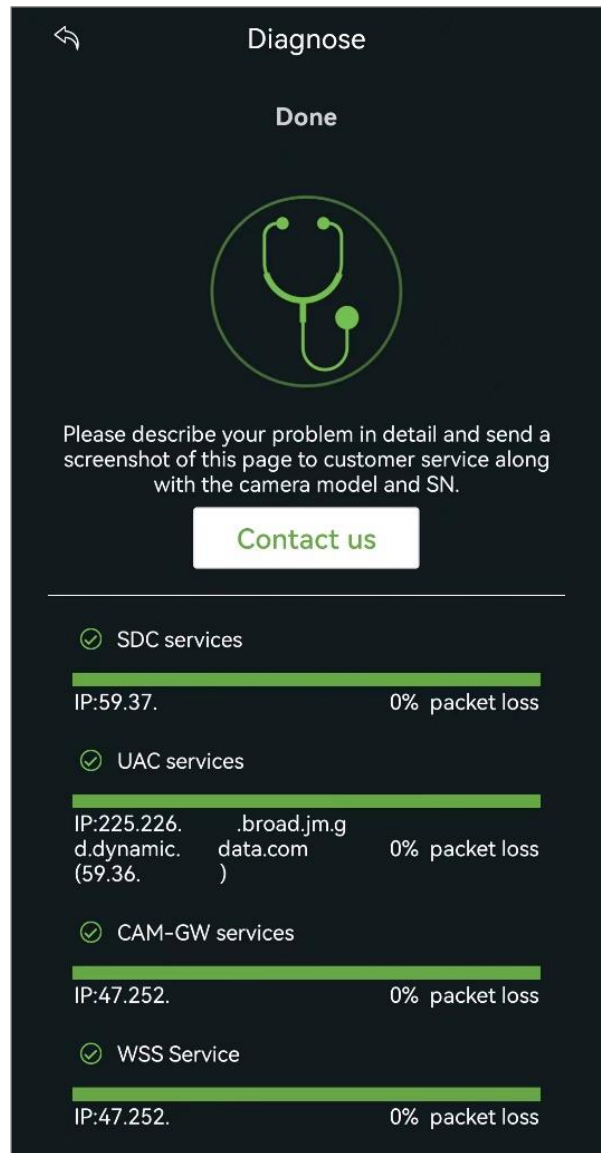 Diagnose
Done
Please describe your problem in detail and send a
screenshot of this page to customer service along
with the camera model and SN.
Contact us
SDC services
IP:59.37. 0% packet loss
UAC services
IP:225.226. .broad.jm.g
d.dynamic. data.com 0% packet loss
(59.36. )
CAM-GW services
IP:47.252. 0% packet loss
WSS Service
IP:47.252. 0% packet loss